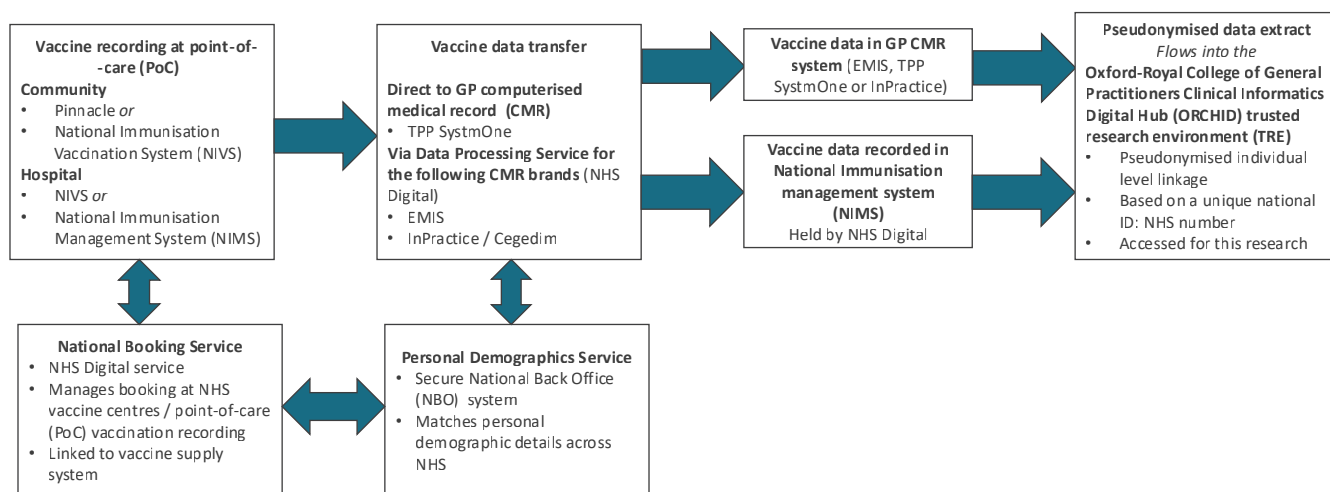 Vaccine recording at point-of-
-care (PoC)
Community
• Pinnacle or
• National Immunisation
Vaccination System (NIVS)
Hospital
• NIVS or
• National Immunisation
Management System (NIMS)
Vaccine data transfer
Direct to GP computerised
medical record (CMR)
• TPP SystmOne
Via Data Processing Service for
the following CMR brands (NHS
Digital)
• EMIS
• InPractice / Cegedim
Vaccine data in GP CMR
system (EMIS, TPP
SystmOne or InPractice)
Vaccine data recorded in
National Immunisation
management system
(NIMS)
Held by NHS Digital
Pseudonymised data extract
Flows into the
Oxford-Royal College of General
Practitioners Clinical Informatics
Digital Hub (ORCHID) trusted
research environment (TRE)
• Pseudonymised individual
level linkage
• Based on a unique national
ID: NHS number
• Accessed for this research
National Booking Service
• NHS Digital service
• Manages booking at NHS
vaccine centres / point-of-care
(PoC) vaccination recording
• Linked to vaccine supply
system
Personal Demographics Service
• Secure National Back Office
(NBO) system
• Matches personal
demographic details across
NHS